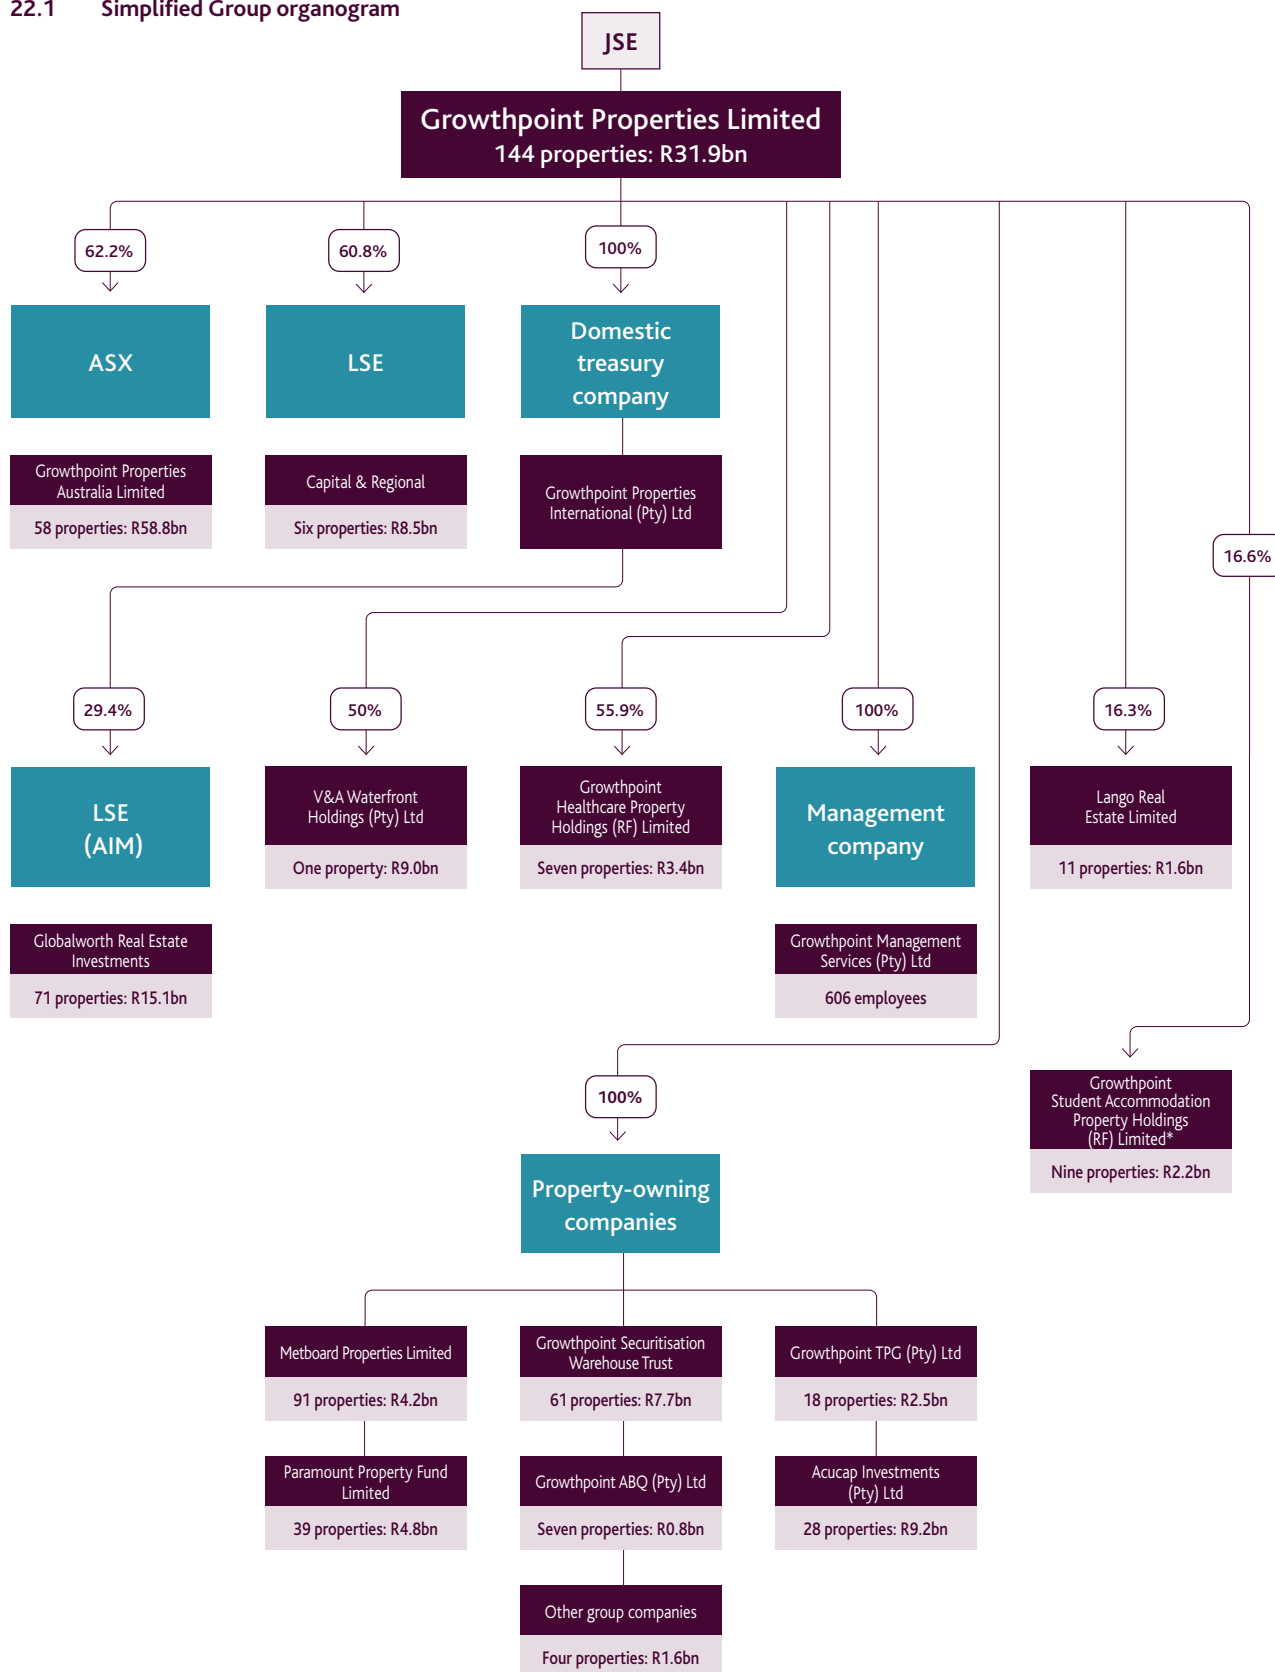 22.1 Simplified Group organogram
JSE
Growthpoint Properties Limited
144 properties: R31.9bn
62.2%
60.8%
100%
ASX
LSE
Domestic
treasury
company
Growthpoint Properties
Australia Limited
58 properties: R58.8bn
Capital & Regional
Six properties: R8.5bn
Growthpoint Properties
International (Pty) Ltd
16.6%
29.4%
50%
55.9%
100%
16.3%
LSE
(AIM)
V&A Waterfront
Holdings (Pty) Ltd
One property: R9.0bn
Growthpoint
Healthcare Property
Holdings (RF) Limited
Seven properties: R3.4bn
Management
company
Lango Real
Estate Limited
11 properties: R1.6bn
Globalworth Real Estate
Investments
71 properties: R15.1bn
Growthpoint Management
Services (Pty) Ltd
606 employees
100%
Growthpoint
Student Accommodation
Property Holdings
(RF) Limited*
Nine properties: R2.2bn
Property-owning
companies
Metboard Properties Limited
91 properties: R4.2bn
Growthpoint Securitisation
Warehouse Trust
61 properties: R7.7bn
Growthpoint TPG (Pty) Ltd
18 properties: R2.5bn
Paramount Property Fund
Limited
39 properties: R4.8bn
Growthpoint ABQ (Pty) Ltd
Seven properties: R0.8bn
Acucap Investments
(Pty) Ltd
28 properties: R9.2bn
Other group companies
Four properties: R1.6bn